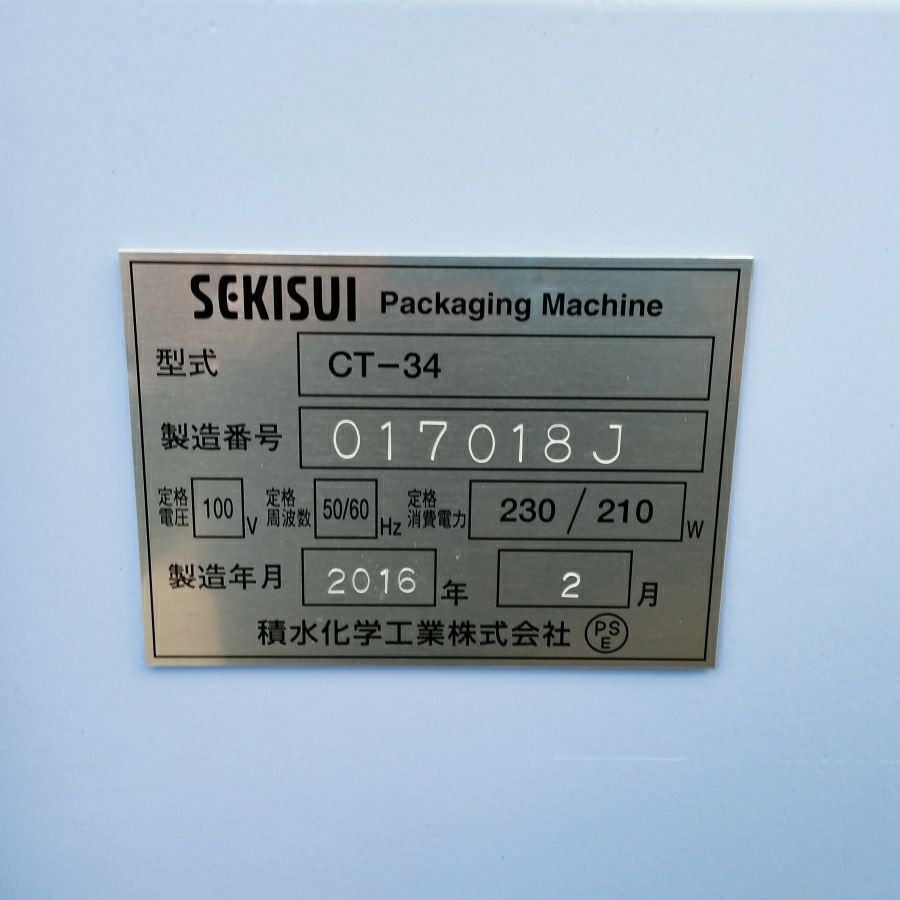 SEKISUI Packaging Machine
型式 CT-34
製造番号 017018J
定格電圧 100 V 定格周波数 50/60 Hz 定格消費電力 230 / 210 W
製造年月 2016 年 2 月
積水化学工業株式会社 PSE